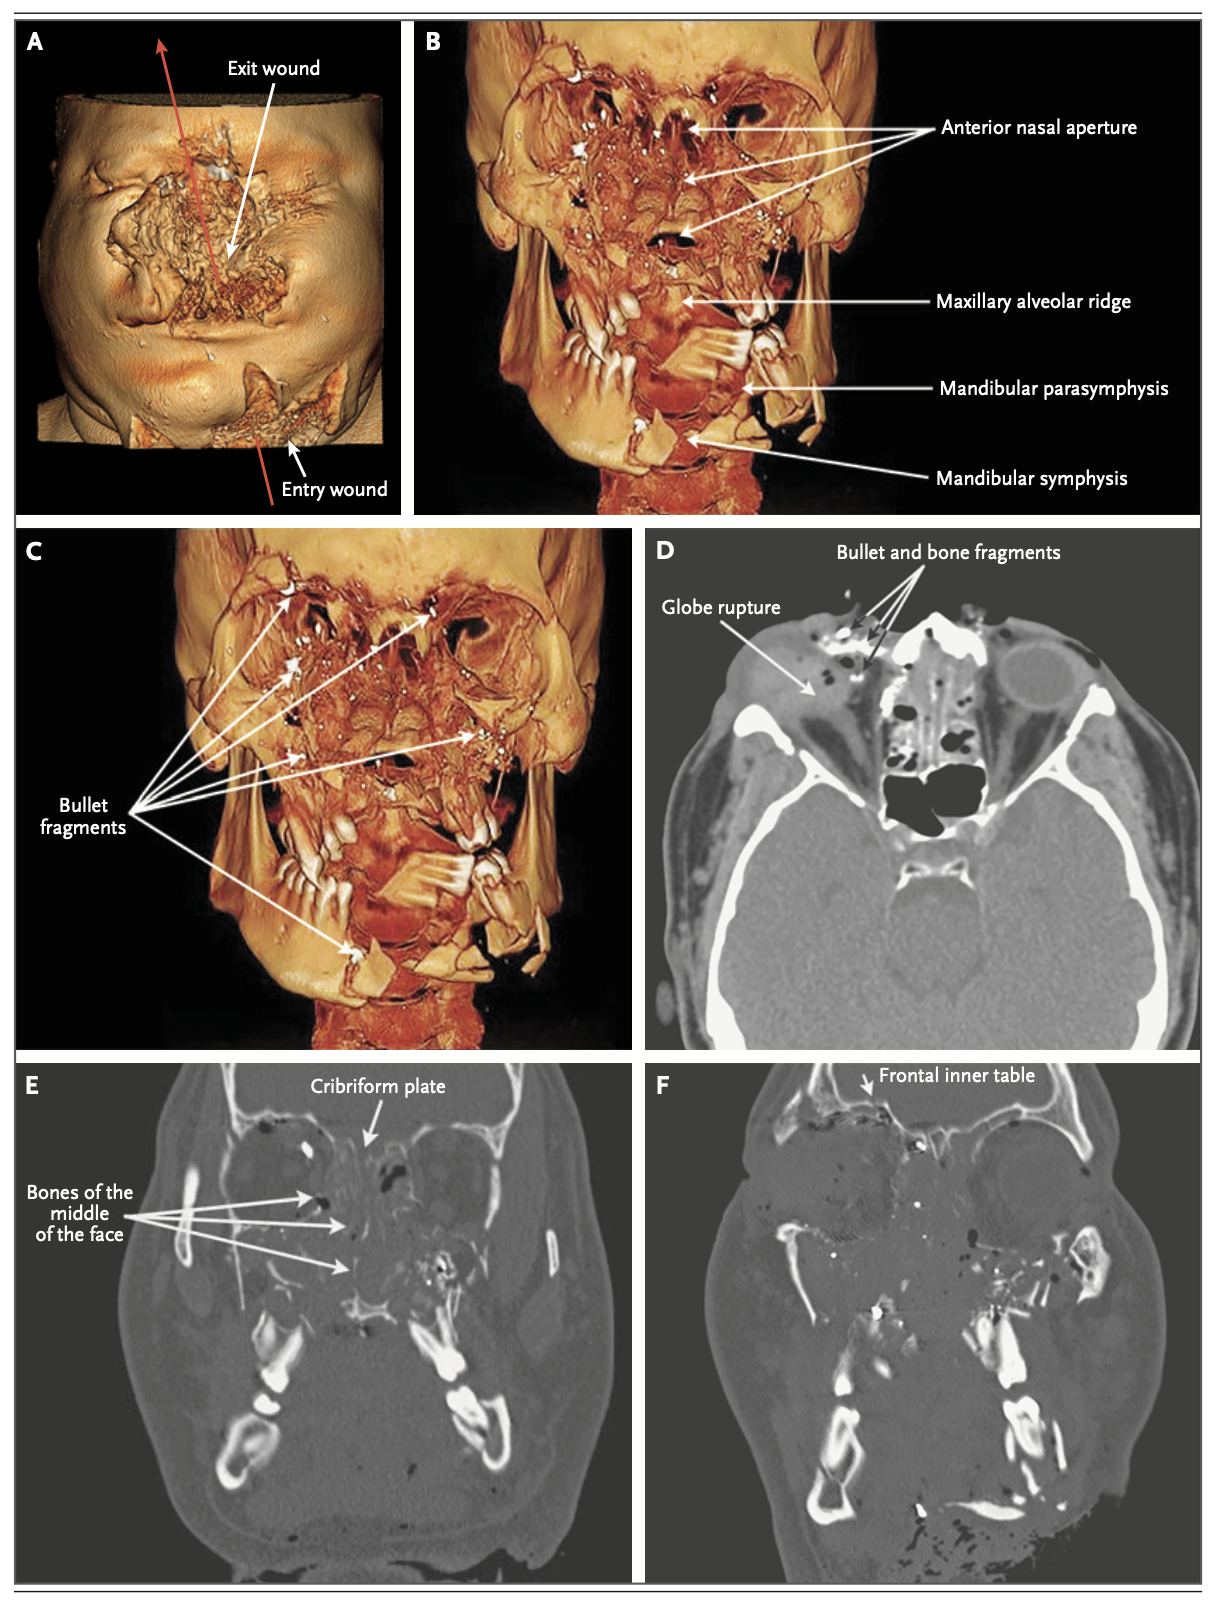 A
Exit wound
Entry wound
B
Anterior nasal aperture
Maxillary alveolar ridge
Mandibular parasymphysis
Mandibular symphysis
C
Bullet
fragments
D
Bullet and bone fragments
Globe rupture
E
Cribriform plate
Bones of the
middle
of the face
F
Frontal inner table